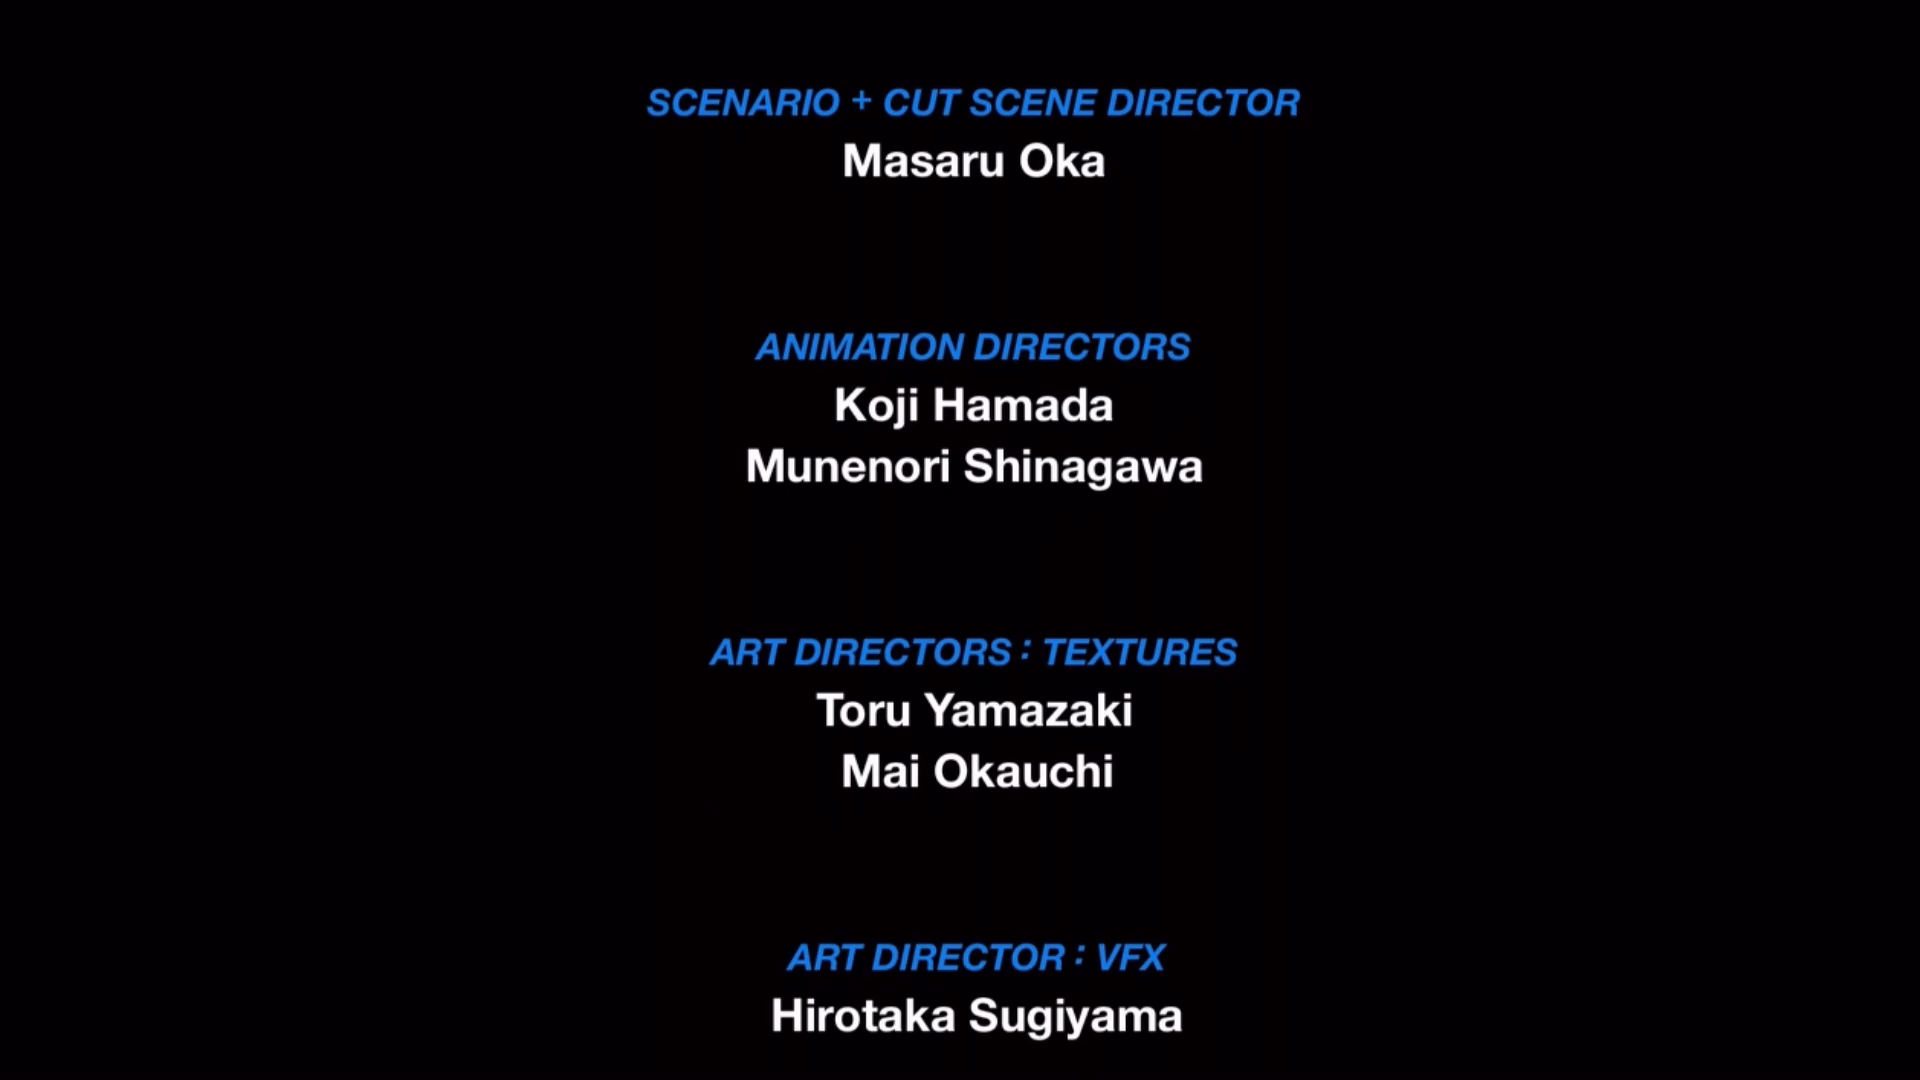 SCENARIO + CUT SCENE DIRECTOR
Masaru Oka
ANIMATION DIRECTORS
Koji Hamada
Munenori Shinagawa
ART DIRECTORS : TEXTURES
Toru Yamazaki
Mai Okauchi
ART DIRECTOR : VFX
Hirotaka Sugiyama